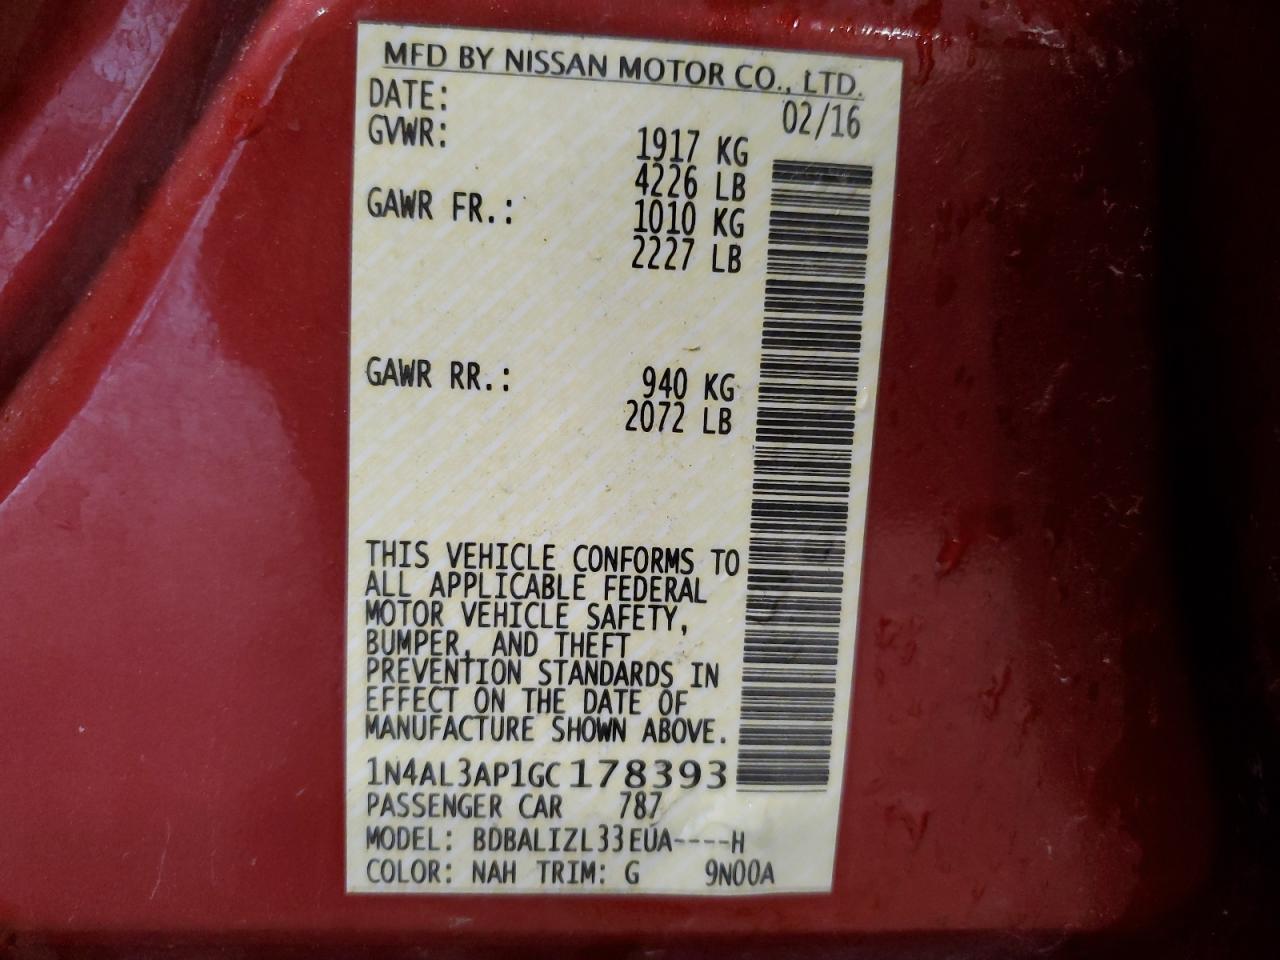 MFD BY NISSAN MOTOR CO., LTD.
DATE: 02/16
GVWR: 1917 KG
4226 LB
GAWR FR.: 1010 KG
2227 LB
GAWR RR.: 940 KG
2072 LB
THIS VEHICLE CONFORMS TO
ALL APPLICABLE FEDERAL
MOTOR VEHICLE SAFETY,
BUMPER, AND THEFT
PREVENTION STANDARDS IN
EFFECT ON THE DATE OF
MANUFACTURE SHOWN ABOVE.
1N4AL3AP1GC178393
PASSENGER CAR 787
MODEL: BDBALIZL33EUA----H
COLOR: NAH TRIM: G 9N00A